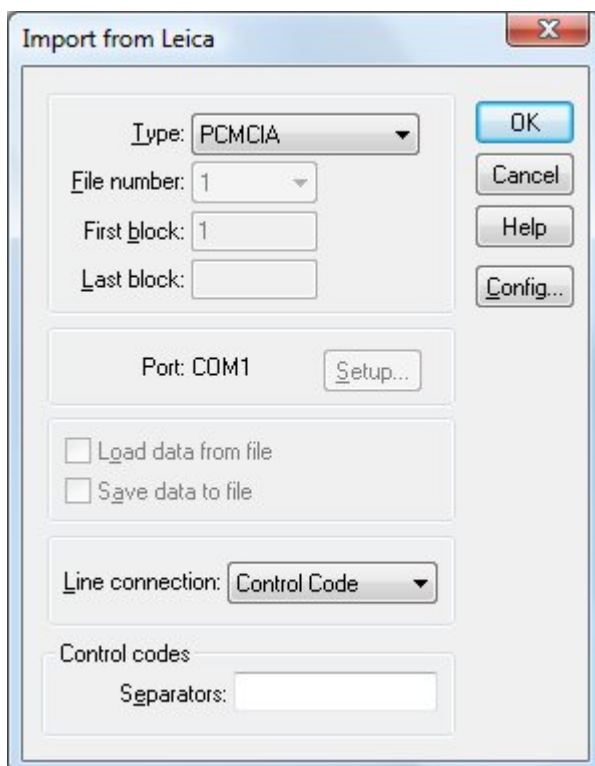 Import from Leica
Type: PCMCIA
OK
File number: 1
Cancel
First block: 1
Help
Last block:
Config...
Port: COM1
Setup...
Load data from file
Save data to file
Line connection: Control Code
Control codes
Separators: